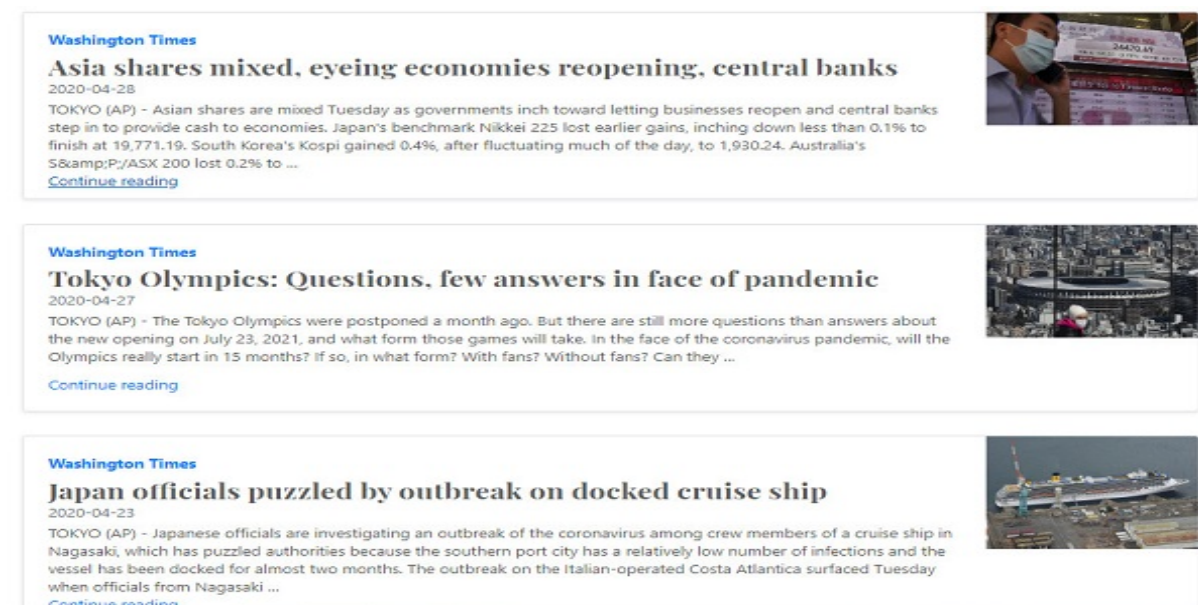 Washington Times
Asia shares mixed, eyeing economies reopening, central banks
2020-04-28
TOKYO (AP) - Asian shares are mixed Tuesday as governments inch toward letting businesses reopen and central banks
step in to provide cash to economies. Japan's benchmark Nikkei 225 lost earlier gains, inching down less than 0.1% to
finish at 19,771.19. South Korea's Kospi gained 0.4%, after fluctuating much of the day, to 1,930.24. Australia's
S&amp;P;/ASX 200 lost 0.2% to ...
Continue reading
Washington Times
Tokyo Olympics: Questions, few answers in face of pandemic
2020-04-27
TOKYO (AP) - The Tokyo Olympics were postponed a month ago. But there are still more questions than answers about
the new opening on July 23, 2021, and what form those games will take. In the face of the coronavirus pandemic, will the
Olympics really start in 15 months? If so, in what form? With fans? Without fans? Can they ...
Continue reading
Washington Times
Japan officials puzzled by outbreak on docked cruise ship
2020-04-23
TOKYO (AP) - Japanese officials are investigating an outbreak of the coronavirus among crew members of a cruise ship in
Nagasaki, which has puzzled authorities because the southern port city has a relatively low number of infections and the
vessel has been docked for almost two months. The outbreak on the Italian-operated Costa Atlantica surfaced Tuesday
when officials from Nagasaki ...
Continue reading